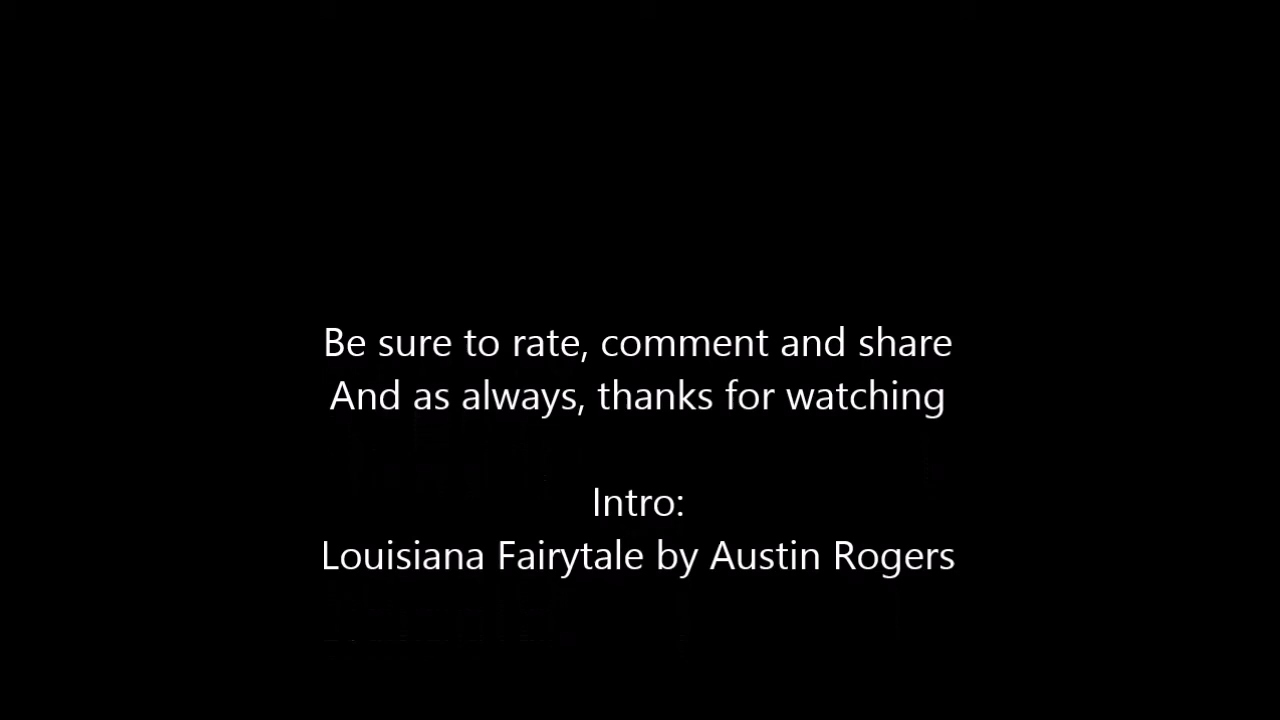 Be sure to rate, comment and share
And as always, thanks for watching
Intro:
Louisiana Fairytale by Austin Rogers